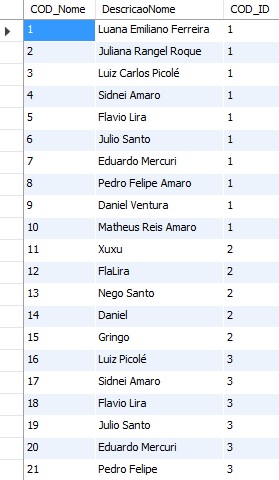 COD_Nome DescricaoNome COD_ID
1 Luana Emiliano Ferreira 1
2 Juliana Rangel Roque 1
3 Luiz Carlos Picolé 1
4 Sidnei Amaro 1
5 Flavio Lira 1
6 Julio Santo 1
7 Eduardo Mercuri 1
8 Pedro Felipe Amaro 1
9 Daniel Ventura 1
10 Matheus Reis Amaro 1
11 Xuxu 2
12 FlaLira 2
13 Nego Santo 2
14 Daniel 2
15 Gringo 2
16 Luiz Picolé 3
17 Sidnei Amaro 3
18 Flavio Lira 3
19 Julio Santo 3
20 Eduardo Mercuri 3
21 Pedro Felipe 3